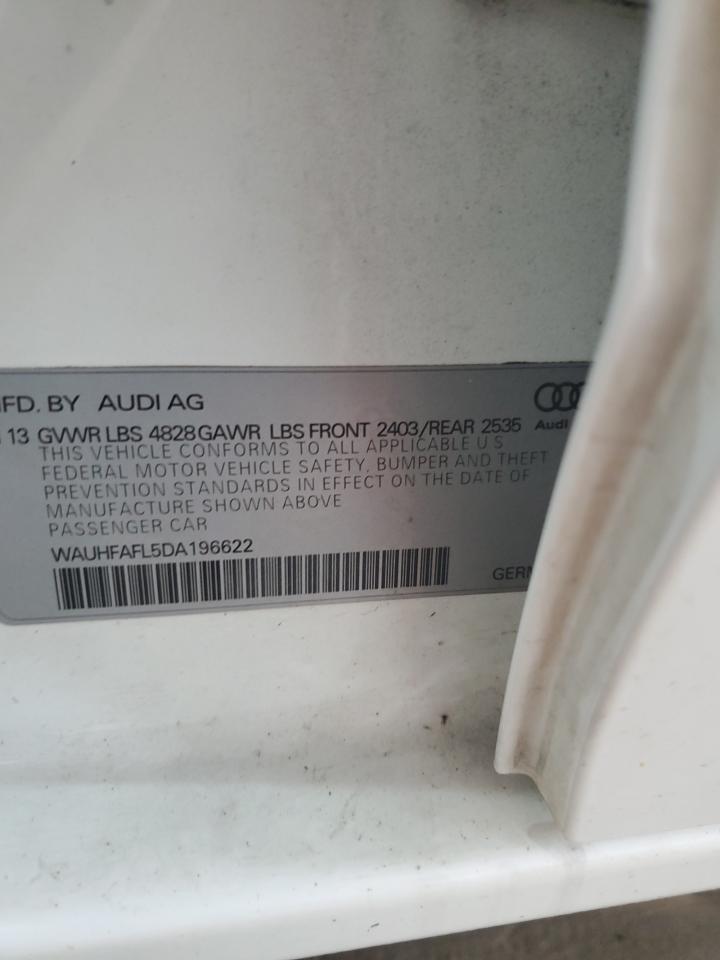 FD. BY AUDI AG
13 GVWR LBS 4828 GAWR LBS FRONT 2403/REAR 2535
Audi
THIS VEHICLE CONFORMS TO ALL APPLICABLE U S
FEDERAL MOTOR VEHICLE SAFETY, BUMPER AND THEFT
PREVENTION STANDARDS IN EFFECT ON THE DATE OF
MANUFACTURE SHOWN ABOVE
PASSENGER CAR
WAUHFAFL5DA196622
GERM